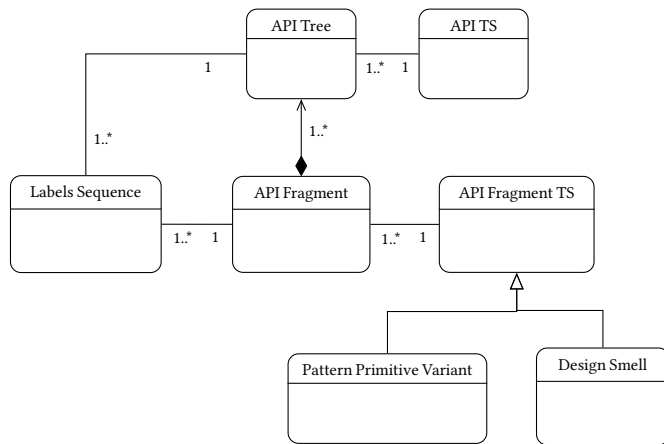 API Tree
API TS
1
1..*
1
1..*
1..*
Labels Sequence
API Fragment
API Fragment TS
1..*
1
1..*
1
Pattern Primitive Variant
Design Smell